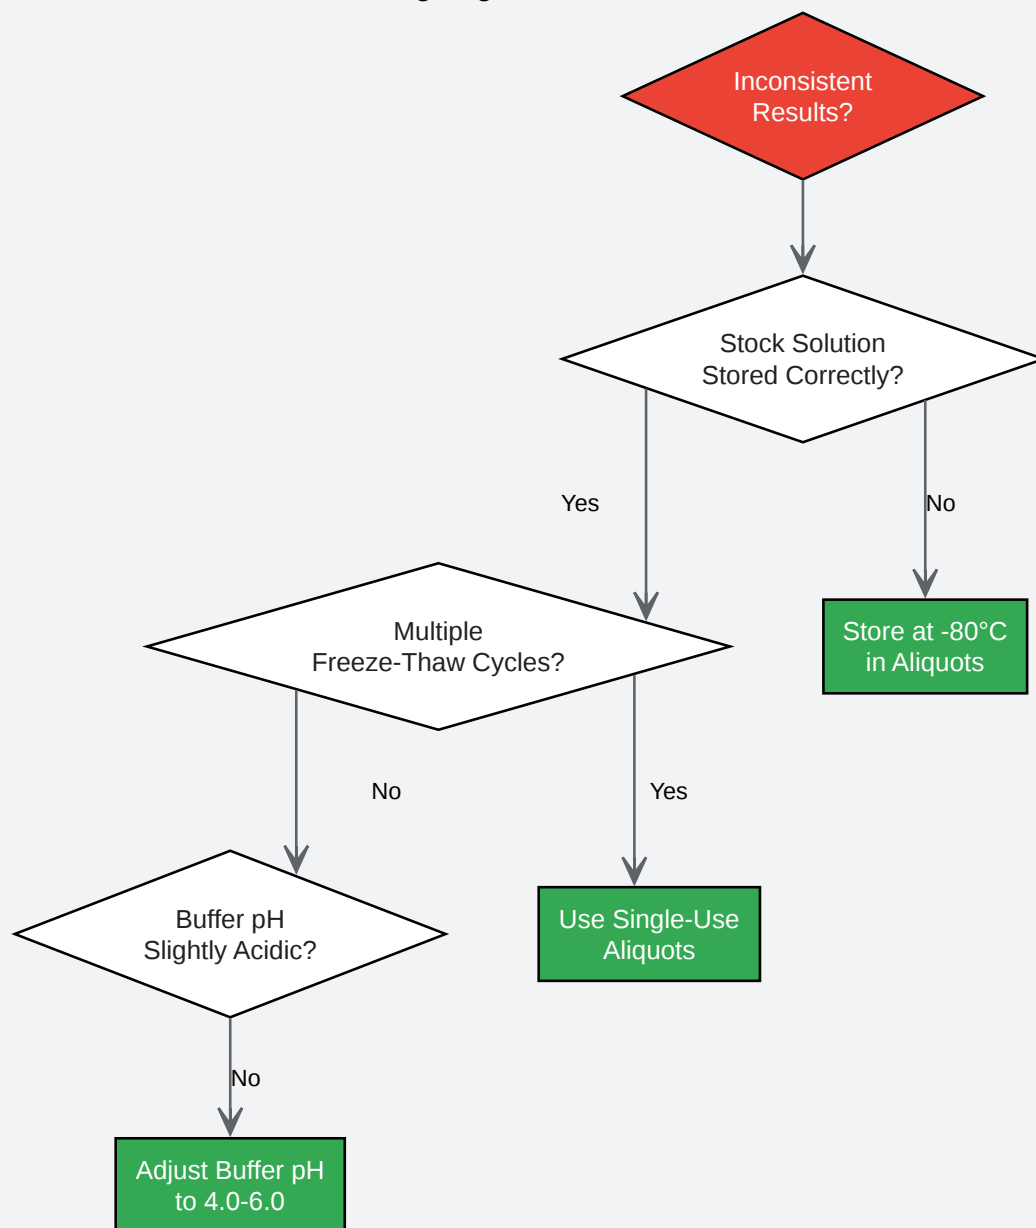 Inconsistent
Results?
Stock Solution
Stored Correctly?
Yes
No
Multiple
Freeze-Thaw Cycles?
Store at -80°C
in Aliquots
No
Yes
Buffer pH
Slightly Acidic?
Use Single-Use
Aliquots
No
Adjust Buffer pH
to 4.0-6.0